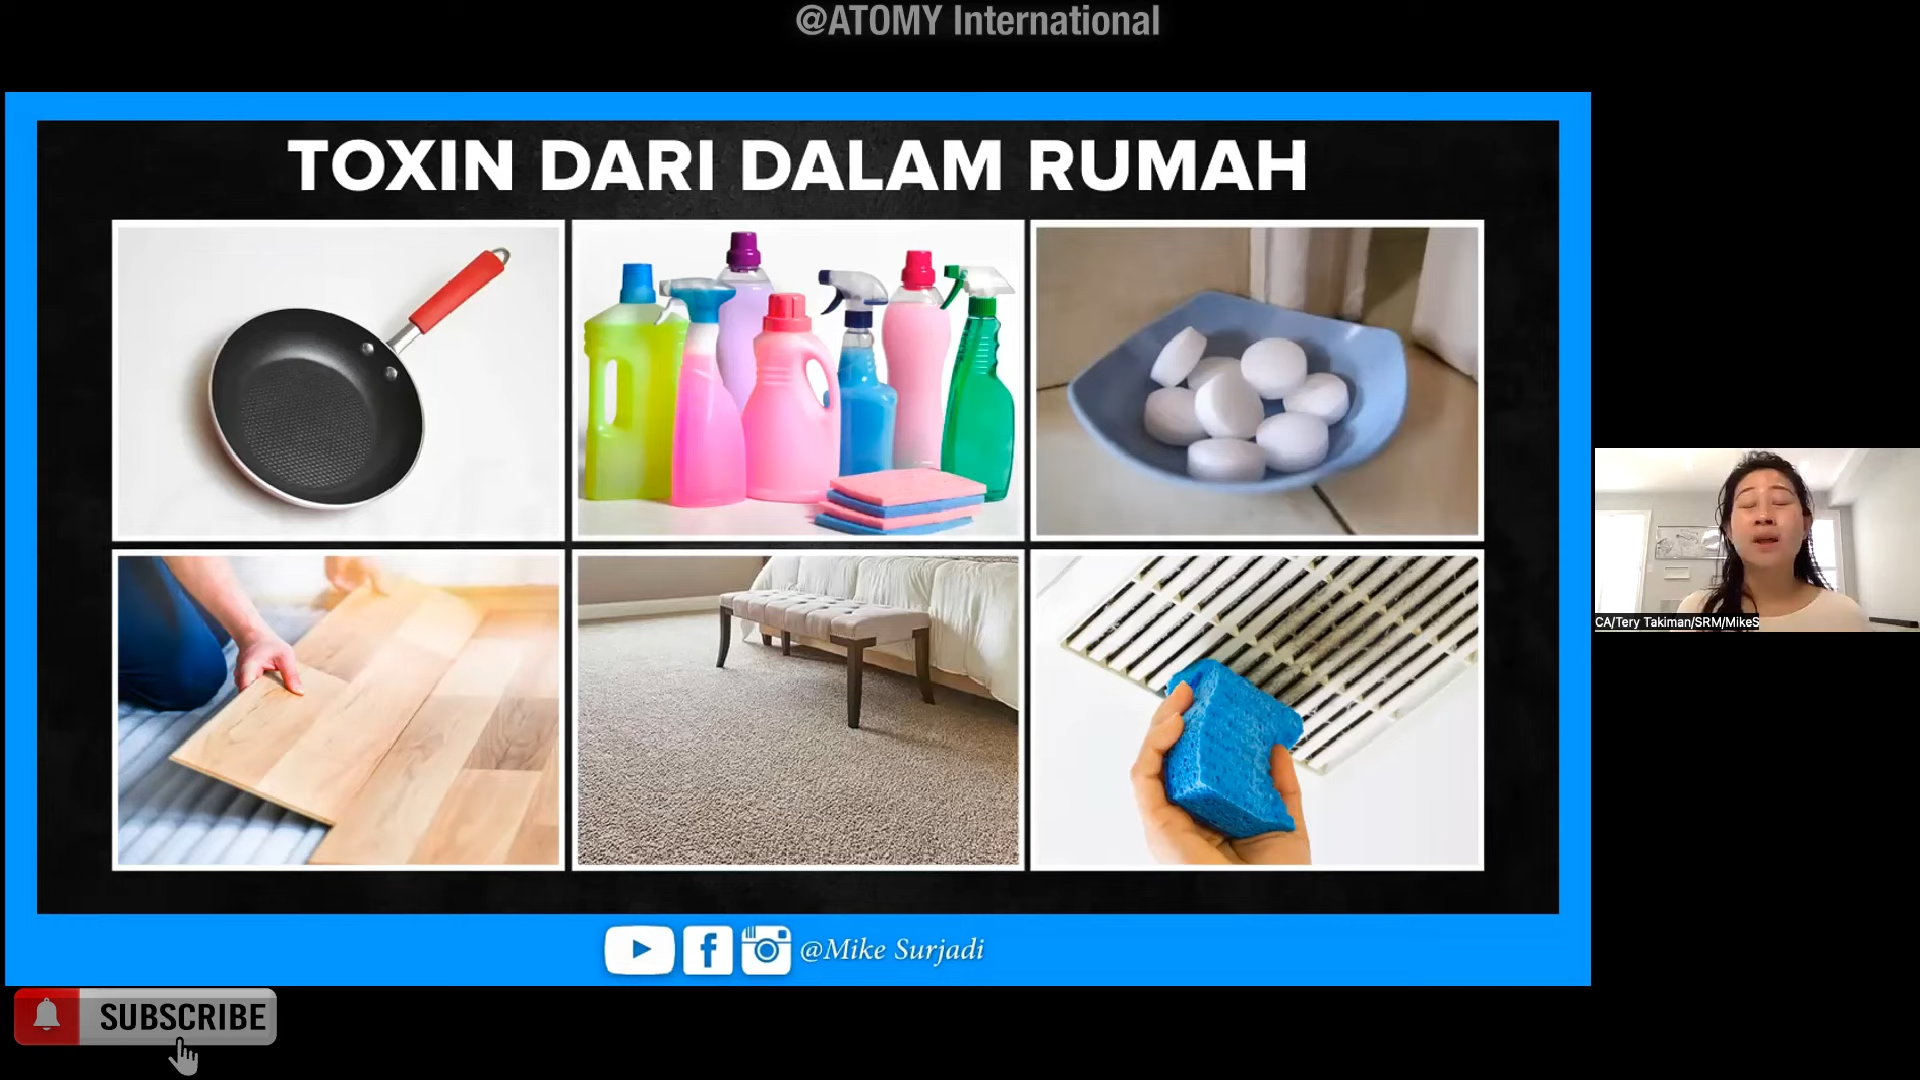 @ATOMY International
TOXIN DARI DALAM RUMAH
CA/Tery Takiman/SRM/MikeS
@Mike Surjadi
SUBSCRIBE